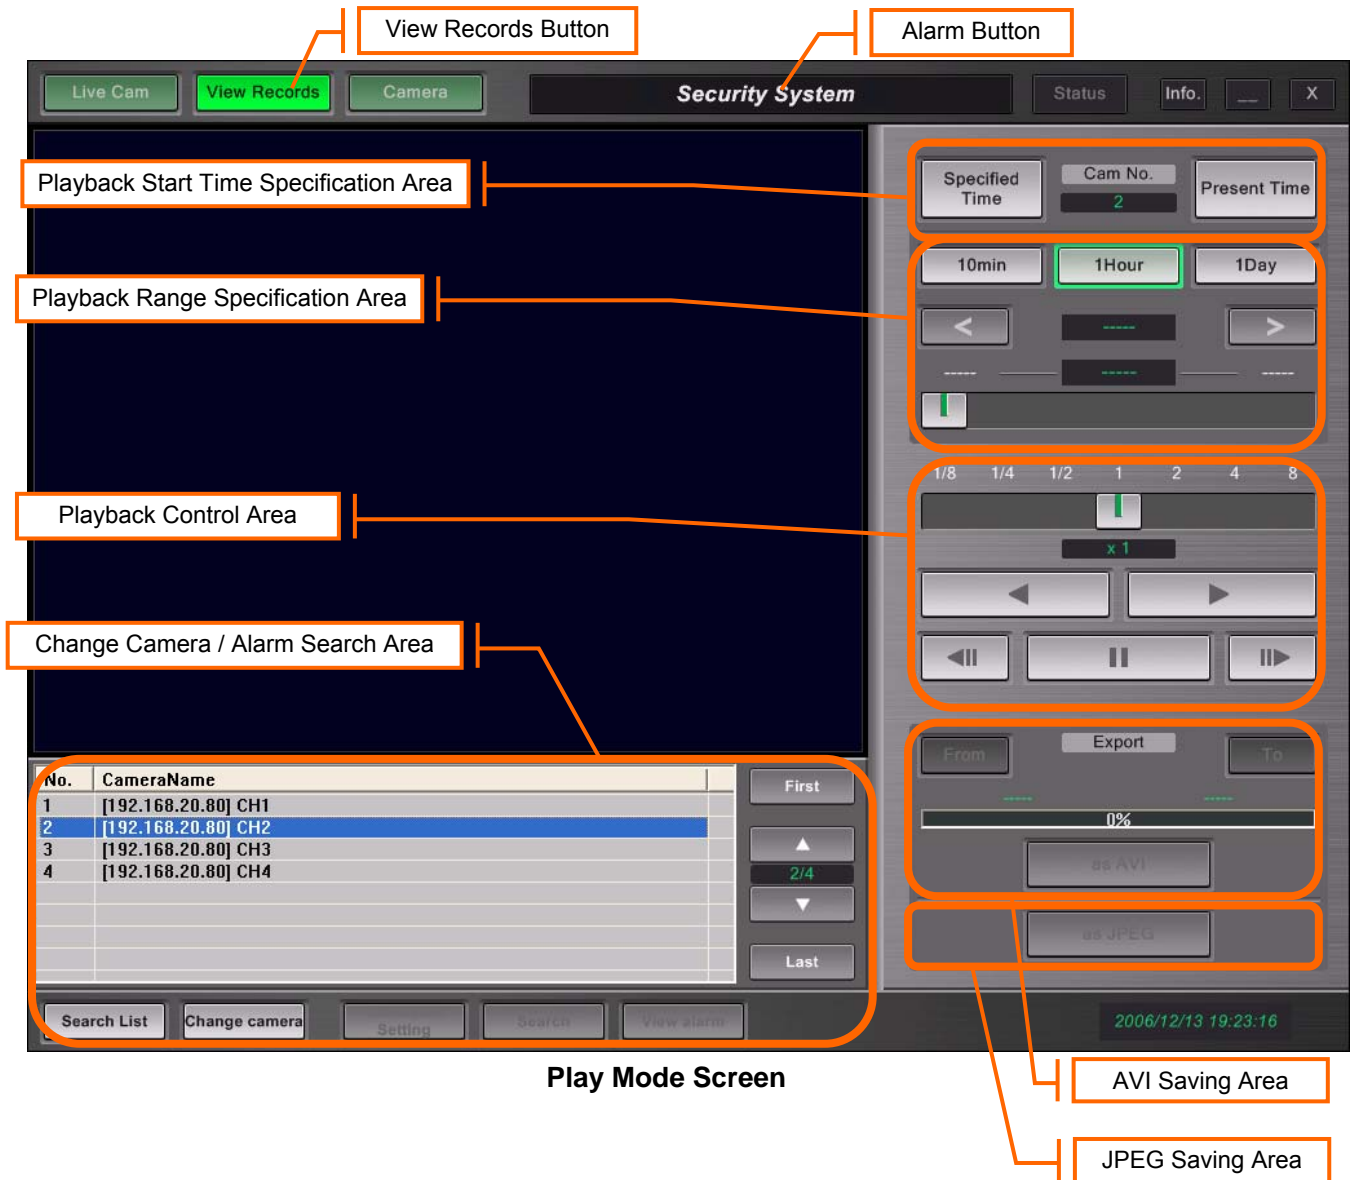 View Records Button
Alarm Button
Live Cam
View Records
Camera
Security System
Status
Info.
__
X
Playback Start Time Specification Area
Specified Time
Cam No.
2
Present Time
10min
1Hour
1Day
Playback Range Specification Area
<
-----
>
-----
-----
-----
1/8 1/4 1/2 1 2 4 8
Playback Control Area
x 1
Change Camera / Alarm Search Area
From
Export
To
-----
-----
0%
as AVI
as JPEG
No. CameraName
1 [192.168.20.80] CH1
2 [192.168.20.80] CH2
3 [192.168.20.80] CH3
4 [192.168.20.80] CH4
First
2/4
Last
Search List
Change camera
Setting
Search
View alarm
2006/12/13 19:23:16
Play Mode Screen
AVI Saving Area
JPEG Saving Area